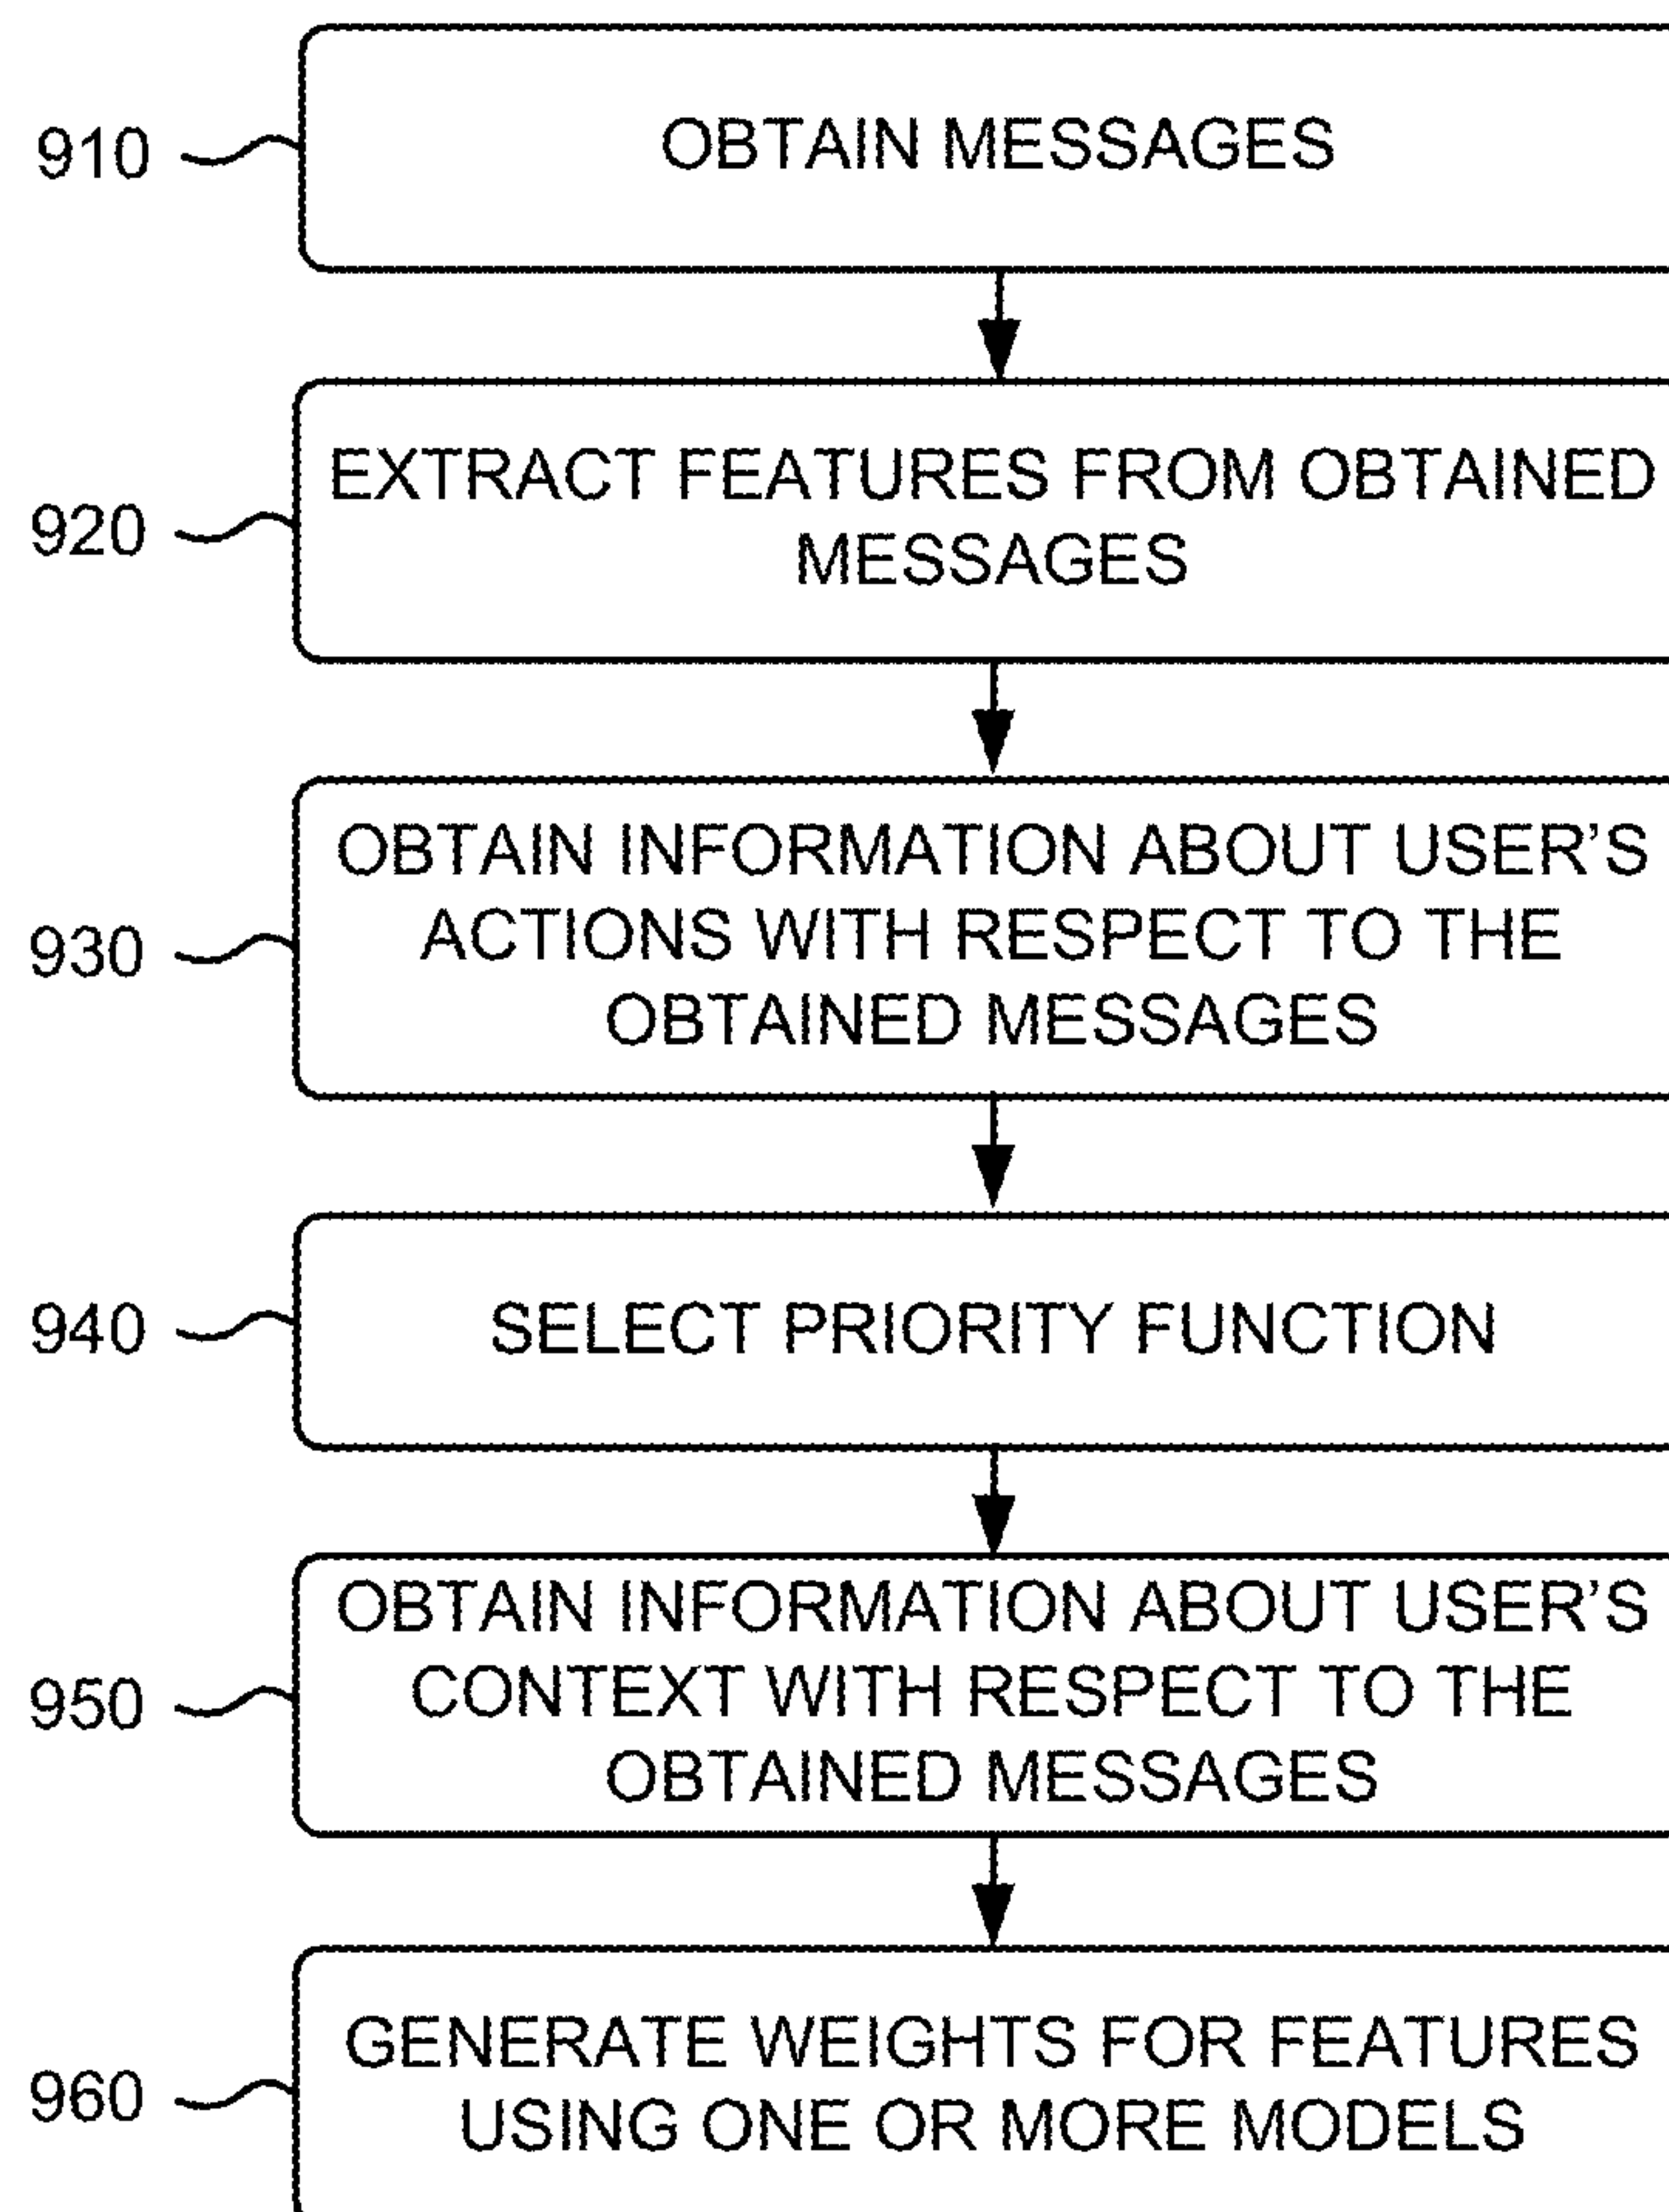 910
OBTAIN MESSAGES
920
EXTRACT FEATURES FROM OBTAINED
MESSAGES
930
OBTAIN INFORMATION ABOUT USER'S
ACTIONS WITH RESPECT TO THE
OBTAINED MESSAGES
940
SELECT PRIORITY FUNCTION
950
OBTAIN INFORMATION ABOUT USER'S
CONTEXT WITH RESPECT TO THE
OBTAINED MESSAGES
960
GENERATE WEIGHTS FOR FEATURES
USING ONE OR MORE MODELS